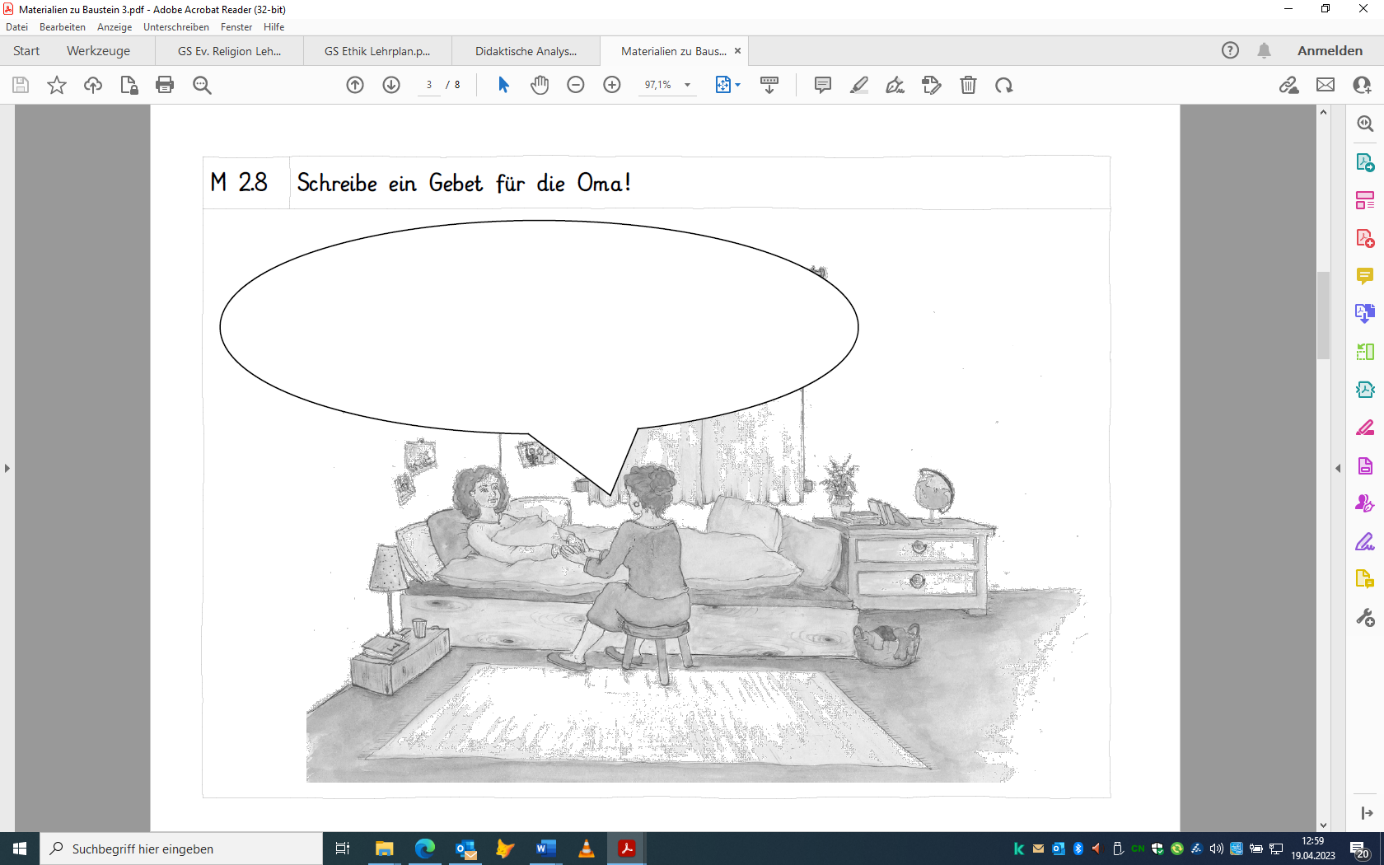 Materialien zu Baustein 3.pdf - Adobe Acrobat Reader (32-bit)
Datei Bearbeiten Anzeige Unterschreiben Fenster Hilfe
Start Werkzeuge GS Ev. Religion Leh... GS Ethik Lehrplan.p... Didaktische Analys... Materialien zu Baus... × Anmelden
3 / 8 97,1%
M 2.8 Schreibe ein Gebet für die Oma!
Suchbegriff hier eingeben
CN
12:59
19.04.2023
20